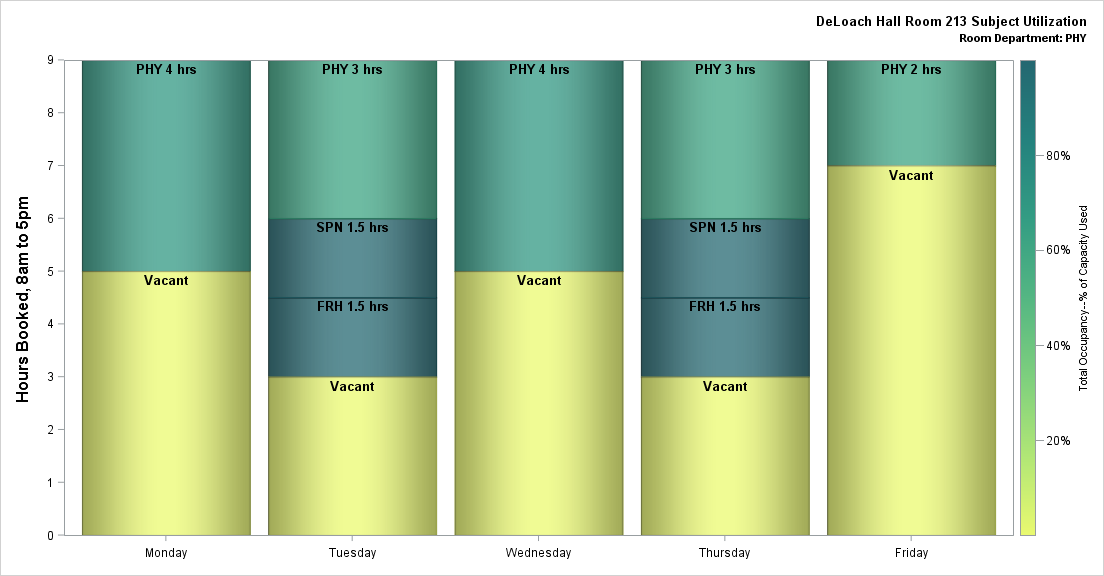 DeLoach Hall Room 213 Subject Utilization
Room Department: PHY
Hours Booked, 8am to 5pm
9
8
7
6
5
4
3
2
1
0
PHY 4 hrs
Vacant
PHY 3 hrs
SPN 1.5 hrs
FRH 1.5 hrs
Vacant
PHY 4 hrs
Vacant
PHY 3 hrs
SPN 1.5 hrs
FRH 1.5 hrs
Vacant
PHY 2 hrs
Vacant
Monday
Tuesday
Wednesday
Thursday
Friday
80%
60%
40%
20%
Total Occupancy--% of Capacity Used